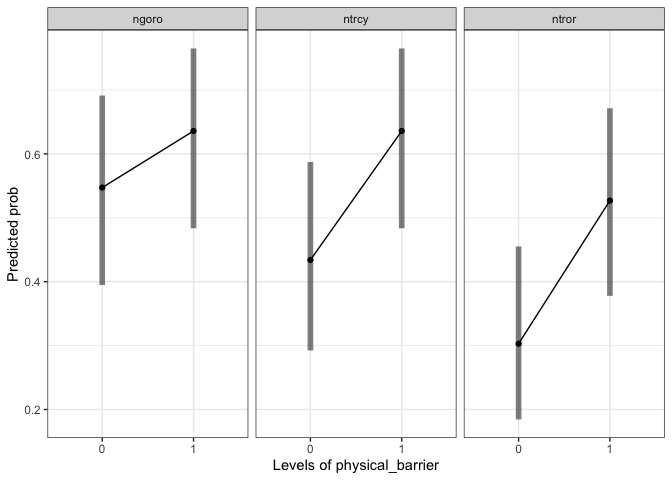 ngoro ntrcy ntror
Predicted prob
0.6
0.4
0.2
0 1 0 1 0 1
Levels of physical_barrier